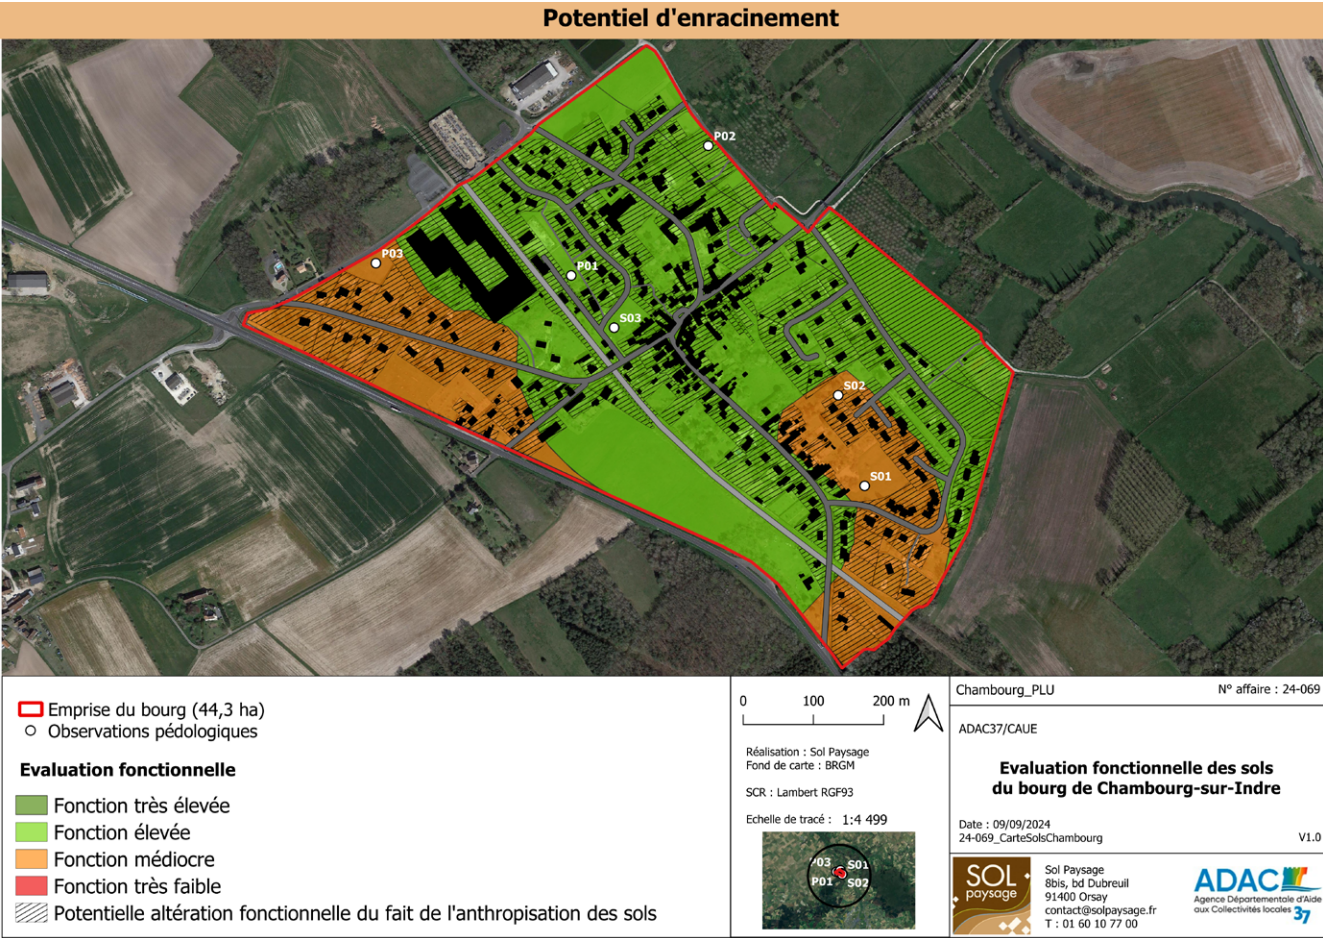 Potentiel d'enracinement
P02
P03
P01
S03
S02
S01
Emprise du bourg (44,3 ha)
Observations pédologiques
Evaluation fonctionnelle
Fonction très élevée
Fonction élevée
Fonction médiocre
Fonction très faible
Potentielle altération fonctionnelle du fait de l'anthropisation des sols
0 100 200 m
Réalisation : Sol Paysage
Fond de carte : BRGM
SCR : Lambert RGF93
Echelle de tracé : 1:4 499
P03 S01
P01 S02
Chambourg_PLU N° affaire : 24-069
ADAC37/CAUE
Evaluation fonctionnelle des sols
du bourg de Chambourg-sur-Indre
Date : 09/09/2024
24-069_CarteSolsChambourg V1.0
SOL
paysage
Sol Paysage
8bis, bd Dubreuil
91400 Orsay
contact@solpaysage.fr
T : 01 60 10 77 00
ADAC
Agence Départementale d'Aide
aux Collectivités locales 37